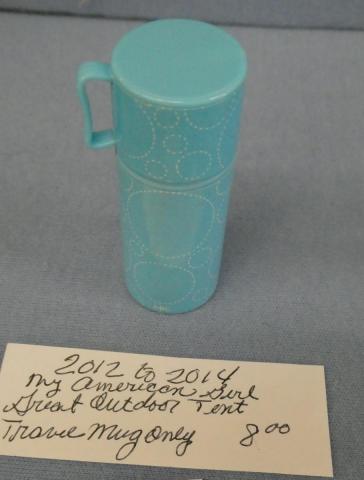 2012 to 2014
My American Girl
Great Outdoor Tent
Travel Mug Only 8.00